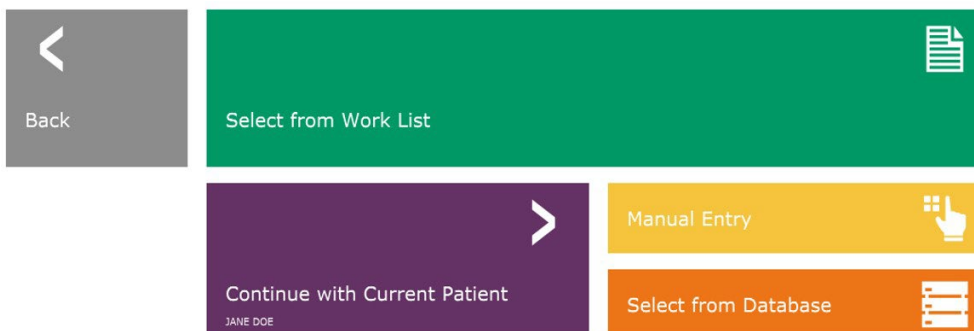 Back
Select from Work List
Manual Entry
Continue with Current Patient
JANE DOE
Select from Database